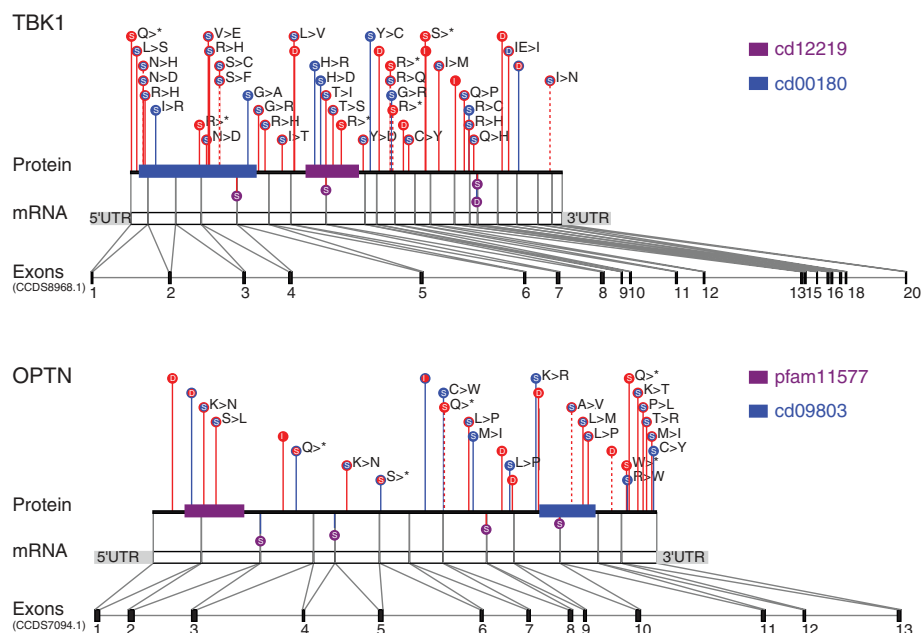 TBK1
S Q>* S V>E S L>V S Y>C S S>* D
S L>S S R>H D D I S IE>I
S N>H S S>C S H>R S R>* S I>M D
S N>D S S>F S H>D S R>Q I S I>N
S R>H S G>A S T>I S G>R S Q>P
S I>R S G>R S T>S S R>* S R>C
S R>* S R>H S R>* D S R>H
S N>D S I>T S Y>D S C>Y S Q>H
cd12219
cd00180
Protein
S S S D
mRNA
5'UTR 3'UTR
Exons
(CCDS8968.1)
1 2 3 4 5 6 7 8 9 10 11 12 13 15 16 18 20
OPTN
D I S K>R S Q>*
D S C>W D S K>T
S K>N S Q>* S A>V S P>L
S S>L S L>P S L>M S T>R
I S M>I S L>P S M>I
S Q>* D D S C>Y
S K>N S L>P S W>*
S S>* D S R>W
pfam11577
cd09803
Protein
S S S S
mRNA
5'UTR 3'UTR
Exons
(CCDS7094.1)
1 2 3 4 5 6 7 8 9 10 11 12 13